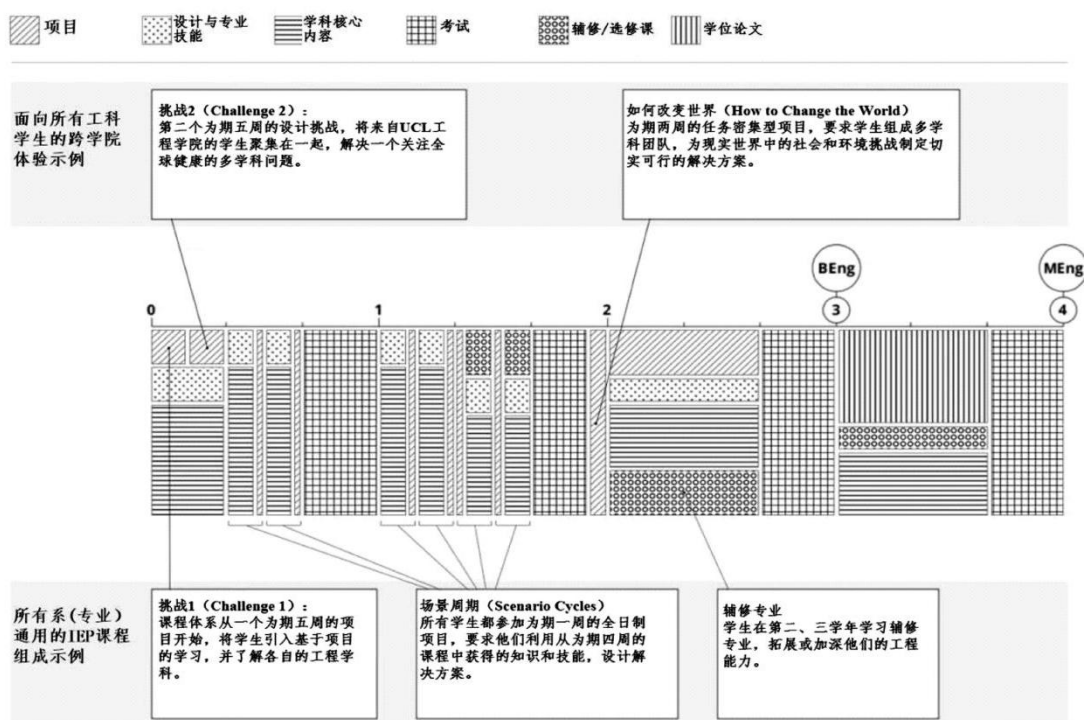 项目
设计与专业
技能
学科核心
内容
考试
辅修/选修课
学位论文
面向所有工科
学生的跨学院
体验示例
挑战2（Challenge 2）：
第二个为期五周的设计挑战，将来自UCL工
程学院的学生聚集在一起，解决一个关注全
球健康的多学科问题。
如何改变世界（How to Change the World）
为期两周的任务密集型项目，要求学生组成多学
科团队，为现实世界中的社会和环境挑战制定切
实可行的解决方案。
BEng
MEng
0
1
2
3
4
所有系(专业)
通用的IEP课程
组成示例
挑战1（Challenge 1）：
课程体系从一个为期五周的项
目开始，将学生引入基于项目
的学习，并了解各自的工程学
科。
场景周期（Scenario Cycles）
所有学生都参加为期一周的全日制
项目，要求他们利用从为期四周的
课程中获得的知识和技能，设计解
决方案。
辅修专业
学生在第二、三学年学习辅修
专业，拓展或加深他们的工程
能力。